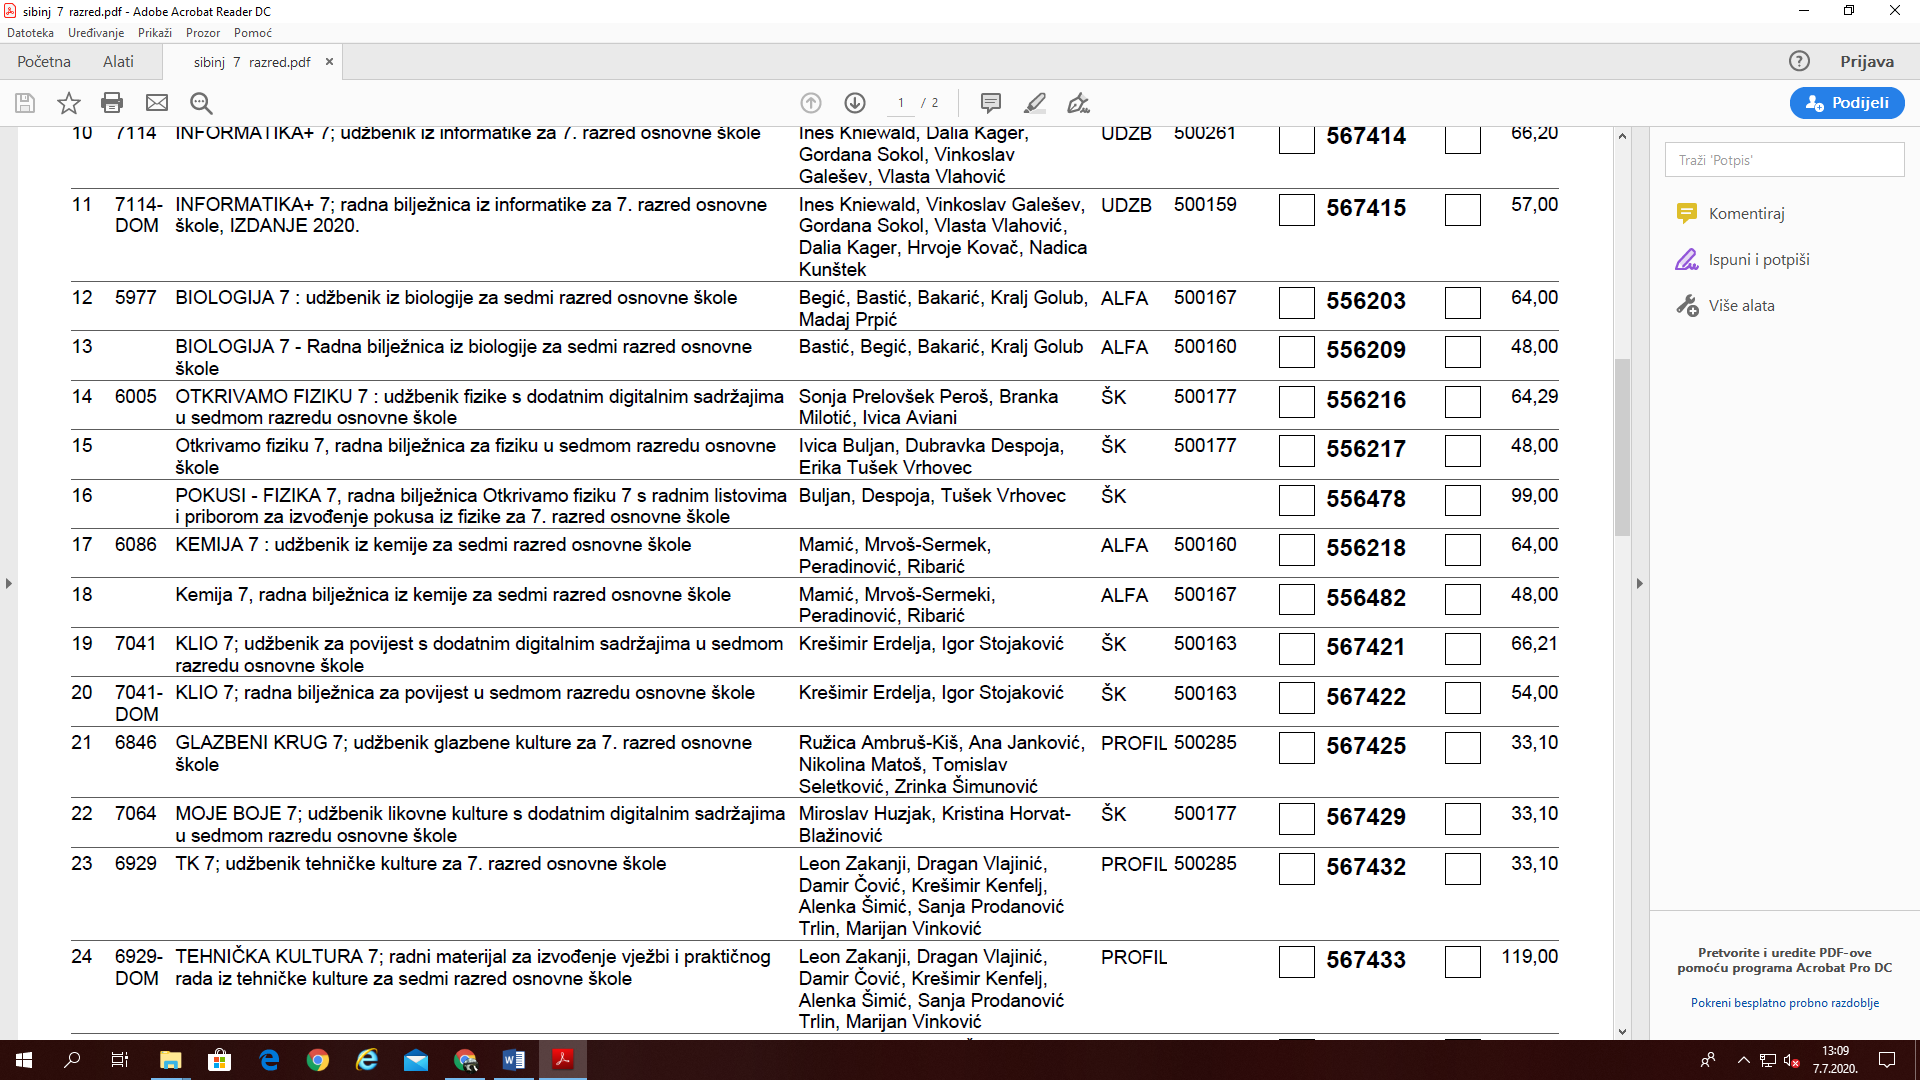 sibinj 7 razred.pdf - Adobe Acrobat Reader DC
Datoteka Uređivanje Prikaži Prozor Pomoć
Početna Alati sibinj 7 razred.pdf × Prijava
1 / 2 Podijeli
10 7114 INFORMATIKA+ 7; udžbenik iz informatike za 7. razred osnovne škole Ines Kniewald, Dalia Kager, UDZB 500261 567414 66,20
Gordana Sokol, Vinkoslav
Galešev, Vlasta Vlahović
11 7114- INFORMATIKA+ 7; radna bilježnica iz informatike za 7. razred osnovne Ines Kniewald, Vinkoslav Galešev, UDZB 500159 567415 57,00
DOM škole, IZDANJE 2020. Gordana Sokol, Vlasta Vlahović,
Dalia Kager, Hrvoje Kovač, Nadica
Kunštek
12 5977 BIOLOGIJA 7 : udžbenik iz biologije za sedmi razred osnovne škole Begić, Bastić, Bakarić, Kralj Golub, ALFA 500167 556203 64,00
Madaj Prpić
13 BIOLOGIJA 7 - Radna bilježnica iz biologije za sedmi razred osnovne Bastić, Begić, Bakarić, Kralj Golub ALFA 500160 556209 48,00
škole
14 6005 OTKRIVAMO FIZIKU 7 : udžbenik fizike s dodatnim digitalnim sadržajima Sonja Prelovšek Peroš, Branka ŠK 500177 556216 64,29
u sedmom razredu osnovne škole Milotić, Ivica Aviani
15 Otkrivamo fiziku 7, radna bilježnica za fiziku u sedmom razredu osnovne Ivica Buljan, Dubravka Despoja, ŠK 500177 556217 48,00
škole Erika Tušek Vrhovec
16 POKUSI - FIZIKA 7, radna bilježnica Otkrivamo fiziku 7 s radnim listovima Buljan, Despoja, Tušek Vrhovec ŠK 556478 99,00
i priborom za izvođenje pokusa iz fizike za 7. razred osnovne škole
17 6086 KEMIJA 7 : udžbenik iz kemije za sedmi razred osnovne škole Mamić, Mrvoš-Sermek, ALFA 500160 556218 64,00
Peradinović, Ribarić
18 Kemija 7, radna bilježnica iz kemije za sedmi razred osnovne škole Mamić, Mrvoš-Sermeki, ALFA 500167 556482 48,00
Peradinović, Ribarić
19 7041 KLIO 7; udžbenik za povijest s dodatnim digitalnim sadržajima u sedmom Krešimir Erdelja, Igor Stojaković ŠK 500163 567421 66,21
razredu osnovne škole
20 7041- KLIO 7; radna bilježnica za povijest u sedmom razredu osnovne škole Krešimir Erdelja, Igor Stojaković ŠK 500163 567422 54,00
DOM
21 6846 GLAZBENI KRUG 7; udžbenik glazbene kulture za 7. razred osnovne Ružica Ambruš-Kiš, Ana Janković, PROFIL 500285 567425 33,10
škole Nikolina Matoš, Tomislav
Seletković, Zrinka Šimunović
22 7064 MOJE BOJE 7; udžbenik likovne kulture s dodatnim digitalnim sadržajima Miroslav Huzjak, Kristina Horvat- ŠK 500177 567429 33,10
u sedmom razredu osnovne škole Blažinović
23 6929 TK 7; udžbenik tehničke kulture za 7. razred osnovne škole Leon Zakanji, Dragan Vlajinić, PROFIL 500285 567432 33,10
Damir Čović, Krešimir Kenfelj,
Alenka Šimić, Sanja Prodanović
Trlin, Marijan Vinković
24 6929- TEHNIČKA KULTURA 7; radni materijal za izvođenje vježbi i praktičnog Leon Zakanji, Dragan Vlajinić, PROFIL 567433 119,00
DOM rada iz tehničke kulture za sedmi razred osnovne škole Damir Čović, Krešimir Kenfelj,
Alenka Šimić, Sanja Prodanović
Trlin, Marijan Vinković
Traži 'Potpis'
Komentiraj
Ispuni i potpiši
Više alata
Pretvorite i uredite PDF-ove
pomoću programa Acrobat Pro DC
Pokreni besplatno probno razdoblje
13:09
7.7.2020.